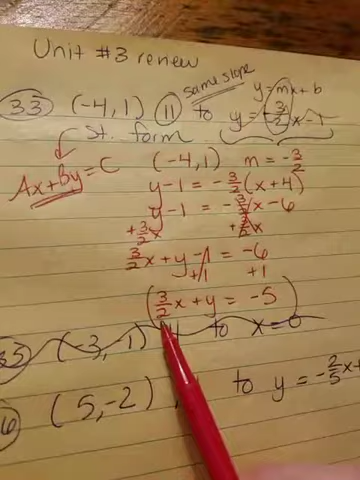 Unit #3 review
same slope y=mx+b
33 (-4,1) || to y = -3/2x-1
St. form
Ax+By=C (-4,1) m = -3/2
y-1 = -3/2(x+4)
y-1 = -3/2x-6
+3/2x +3/2x
3/2x+y-1 = -6
+1 +1
(3/2x+y = -5)
35 (-3,1) to x=0
6 (5,-2) to y = -2/5x+